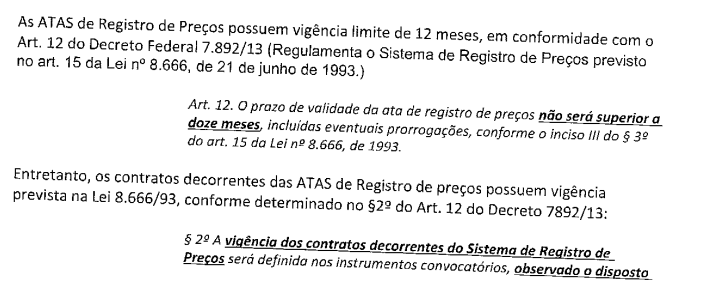 As ATAS de Registro de Preços possuem vigência limite de 12 meses, em conformidade com o
Art. 12 do Decreto Federal 7.892/13 (Regulamenta o Sistema de Registro de Preços previsto
no art. 15 da Lei nº 8.666, de 21 de junho de 1993.)
Art. 12. O prazo de validade da ata de registro de preços não será superior a
doze meses, incluídas eventuais prorrogações, conforme o inciso III do § 3º
do art. 15 da Lei nº 8.666, de 1993.
Entretanto, os contratos decorrentes das ATAS de Registro de preços possuem vigência
prevista na Lei 8.666/93, conforme determinado no §2º do Art. 12 do Decreto 7892/13:
§ 2º A vigência dos contratos decorrentes do Sistema de Registro de
Preços será definida nos instrumentos convocatórios, observado o disposto